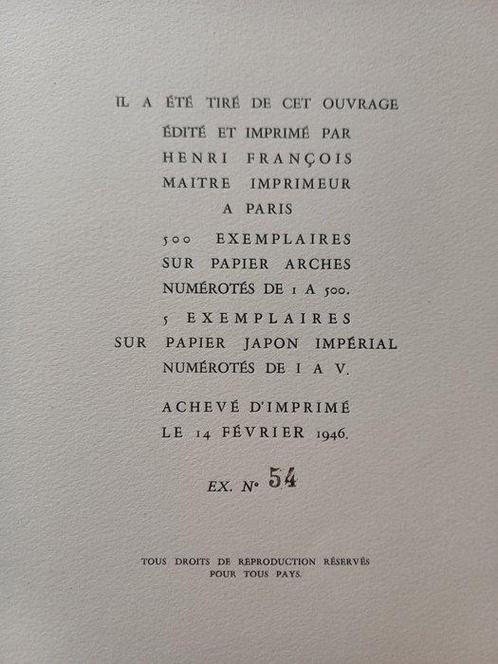 IL A ÉTÉ TIRÉ DE CET OUVRAGE
ÉDITÉ ET IMPRIMÉ PAR
HENRI FRANÇOIS
MAITRE IMPRIMEUR
A PARIS
500 EXEMPLAIRES
SUR PAPIER ARCHES
NUMÉROTÉS DE 1 A 500.
5 EXEMPLAIRES
SUR PAPIER JAPON IMPÉRIAL
NUMÉROTÉS DE I A V.
ACHEVÉ D'IMPRIMÉ
LE 14 FÉVRIER 1946.
EX. N° 54
TOUS DROITS DE REPRODUCTION RÉSERVÉS
POUR TOUS PAYS.